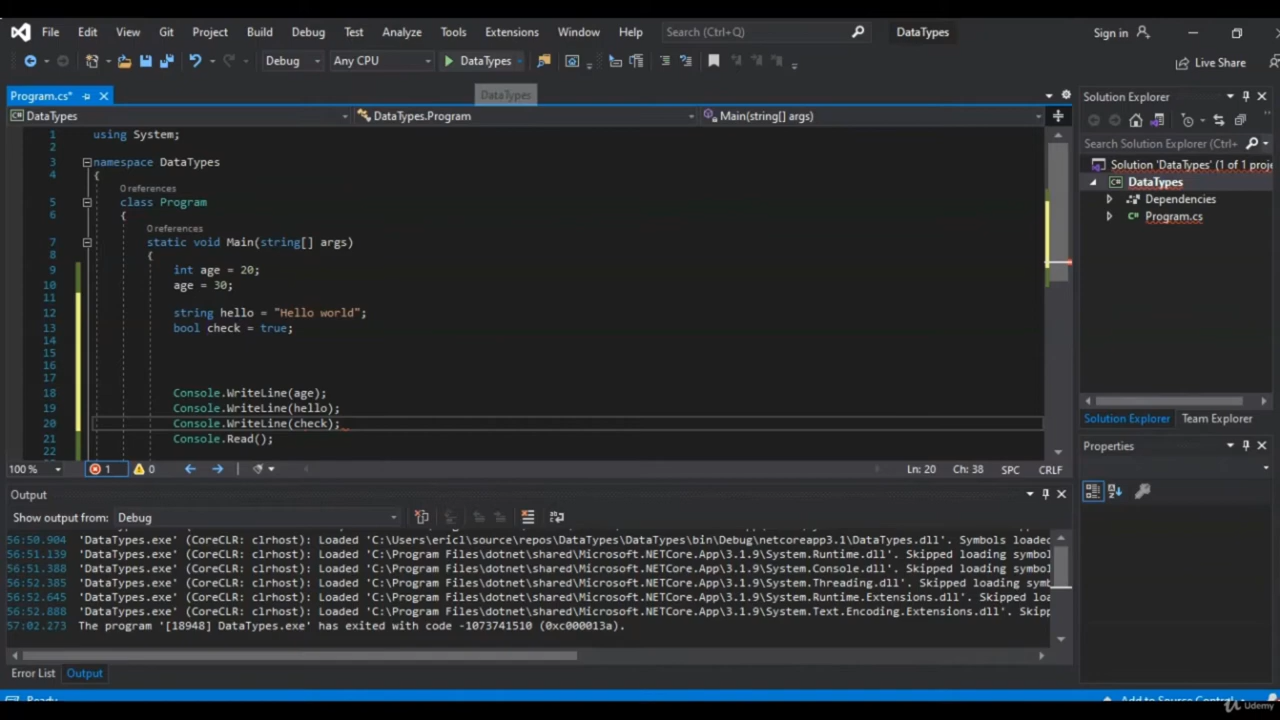 File Edit View Git Project Build Debug Test Analyze Tools Extensions Window Help Search (Ctrl+Q) DataTypes Sign in
Debug Any CPU DataTypes Live Share
Program.cs* DataTypes Solution Explorer
DataTypes DataTypes.Program Main(string[] args)
Search Solution Explorer (Ctrl+
1 using System;
2
3 namespace DataTypes
4 {
0 references
5 class Program
6 {
0 references
7 static void Main(string[] args)
8 {
9 int age = 20;
10 age = 30;
11
12 string hello = "Hello world";
13 bool check = true;
14
15
16
17
18 Console.WriteLine(age);
19 Console.WriteLine(hello);
20 Console.WriteLine(check);
21 Console.Read();
22
Solution 'DataTypes' (1 of 1 proje
DataTypes
Dependencies
Program.cs
Solution Explorer Team Explorer
Properties
100 % 1 0 Ln: 20 Ch: 38 SPC CRLF
Output
Show output from: Debug
56:50.904 'DataTypes.exe' (CoreCLR: clrhost): Loaded 'C:\Users\ericl\source\repos\DataTypes\DataTypes\bin\Debug\netcoreapp3.1\DataTypes.dll'. Symbols loaded
56:51.139 'DataTypes.exe' (CoreCLR: clrhost): Loaded 'C:\Program Files\dotnet\shared\Microsoft.NETCore.App\3.1.9\System.Runtime.dll'. Skipped loading symbol
56:51.388 'DataTypes.exe' (CoreCLR: clrhost): Loaded 'C:\Program Files\dotnet\shared\Microsoft.NETCore.App\3.1.9\System.Console.dll'. Skipped loading symbol
56:52.385 'DataTypes.exe' (CoreCLR: clrhost): Loaded 'C:\Program Files\dotnet\shared\Microsoft.NETCore.App\3.1.9\System.Threading.dll'. Skipped loading symb
56:52.645 'DataTypes.exe' (CoreCLR: clrhost): Loaded 'C:\Program Files\dotnet\shared\Microsoft.NETCore.App\3.1.9\System.Runtime.Extensions.dll'. Skipped loa
56:52.888 'DataTypes.exe' (CoreCLR: clrhost): Loaded 'C:\Program Files\dotnet\shared\Microsoft.NETCore.App\3.1.9\System.Text.Encoding.Extensions.dll'. Skipp
57:02.273 The program '[18948] DataTypes.exe' has exited with code -1073741510 (0xc000013a).
Error List Output
Ready Add to Source Control
Udemy